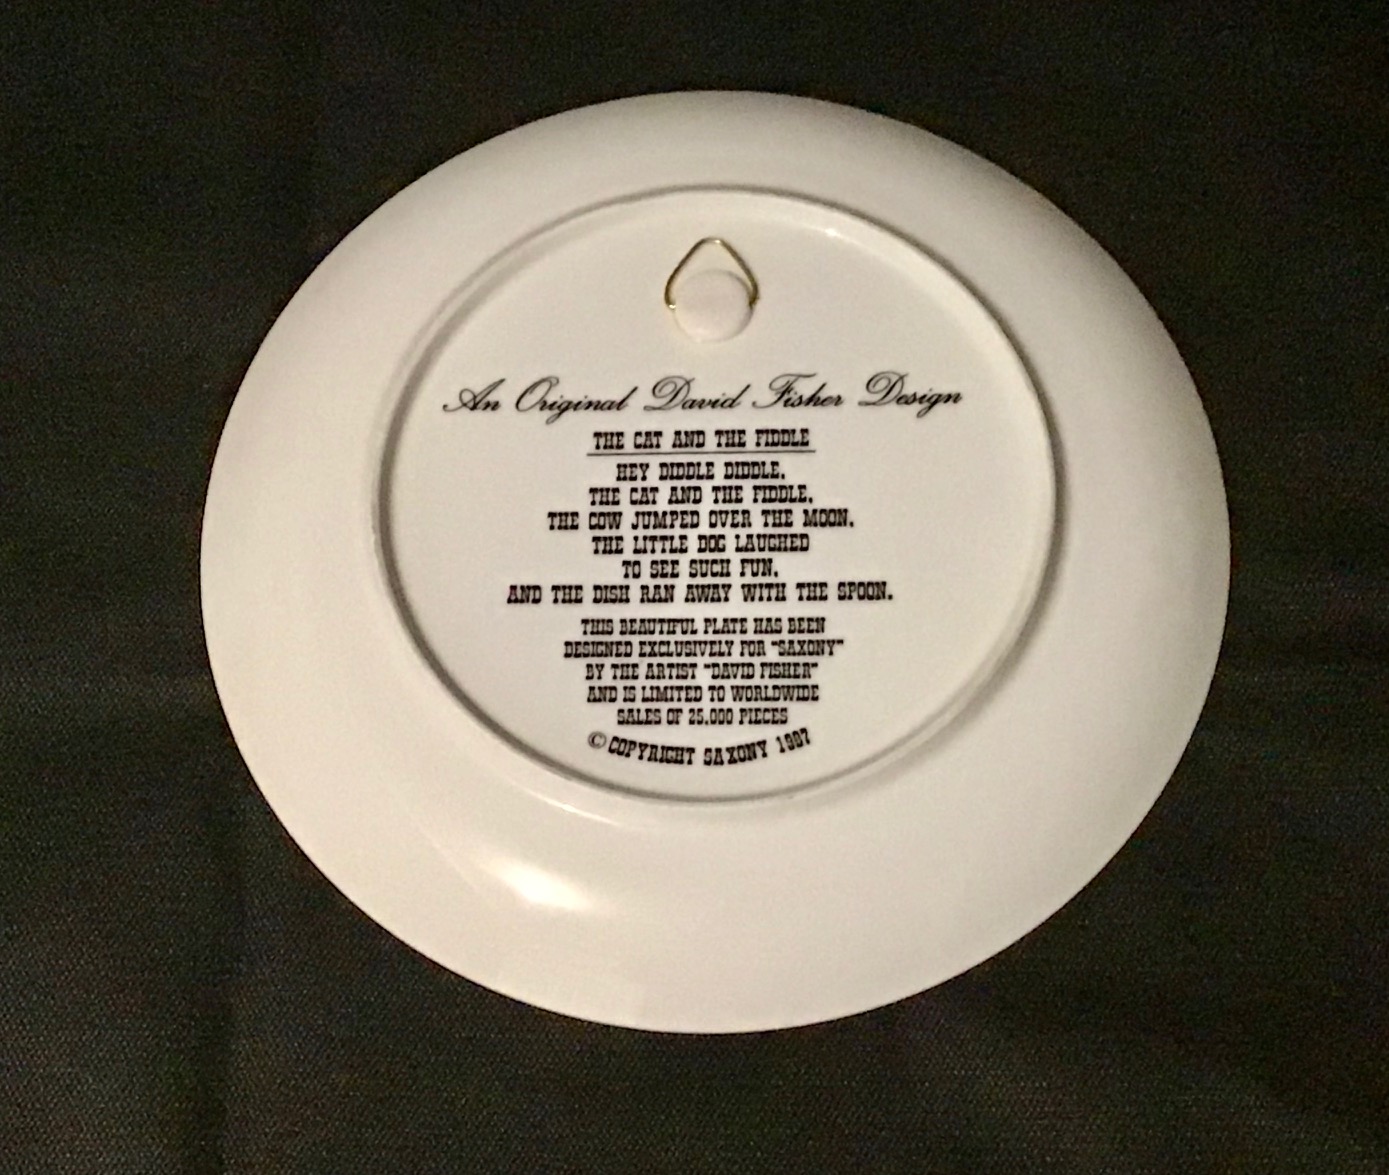 An Original David Fisher Design
THE CAT AND THE FIDDLE
HEY DIDDLE DIDDLE,
THE CAT AND THE FIDDLE,
THE COW JUMPED OVER THE MOON,
THE LITTLE DOG LAUGHED
TO SEE SUCH FUN,
AND THE DISH RAN AWAY WITH THE SPOON.
THIS BEAUTIFUL PLATE HAS BEEN
DESIGNED EXCLUSIVELY FOR "SAXONY"
BY THE ARTIST "DAVID FISHER"
AND IS LIMITED TO WORLDWIDE
SALES OF 25,000 PIECES
© COPYRIGHT SAXONY 1987